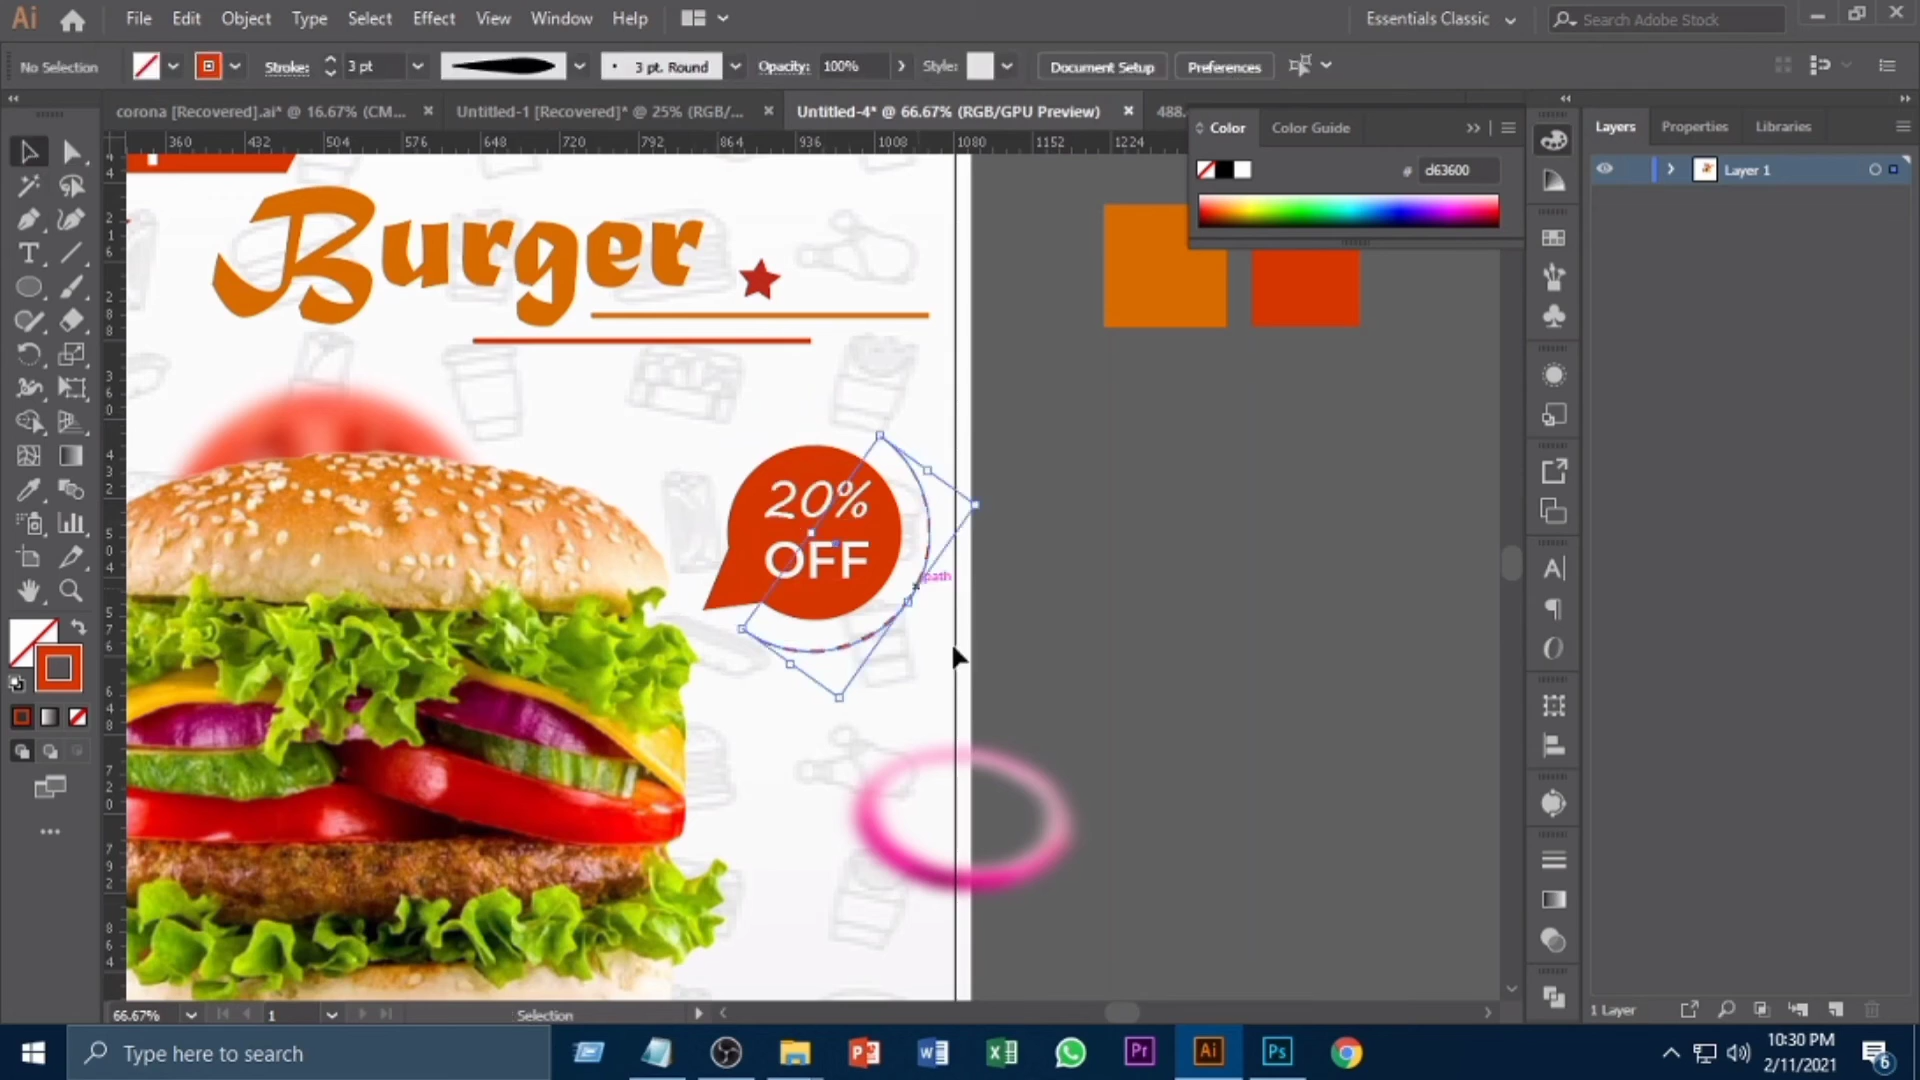 Ai File Edit Object Type Select Effect View Window Help Essentials Classic Search Adobe Stock
No Selection Stroke: 3 pt 3 pt. Round Opacity: 100% Style: Document Setup Preferences
corona [Recovered].ai* @ 16.67% (CM... Untitled-1 [Recovered]* @ 25% (RGB/... Untitled-4* @ 66.67% (RGB/GPU Preview) 488.
Color Color Guide
Layers Properties Libraries
360 432 504 576 648 720 792 864 936 1008 1080 1152 1224
# d63600
Layer 1
Burger
20%
OFF
path
66.67% 1 Selection
1 Layer
Type here to search
10:30 PM
2/11/2021
6